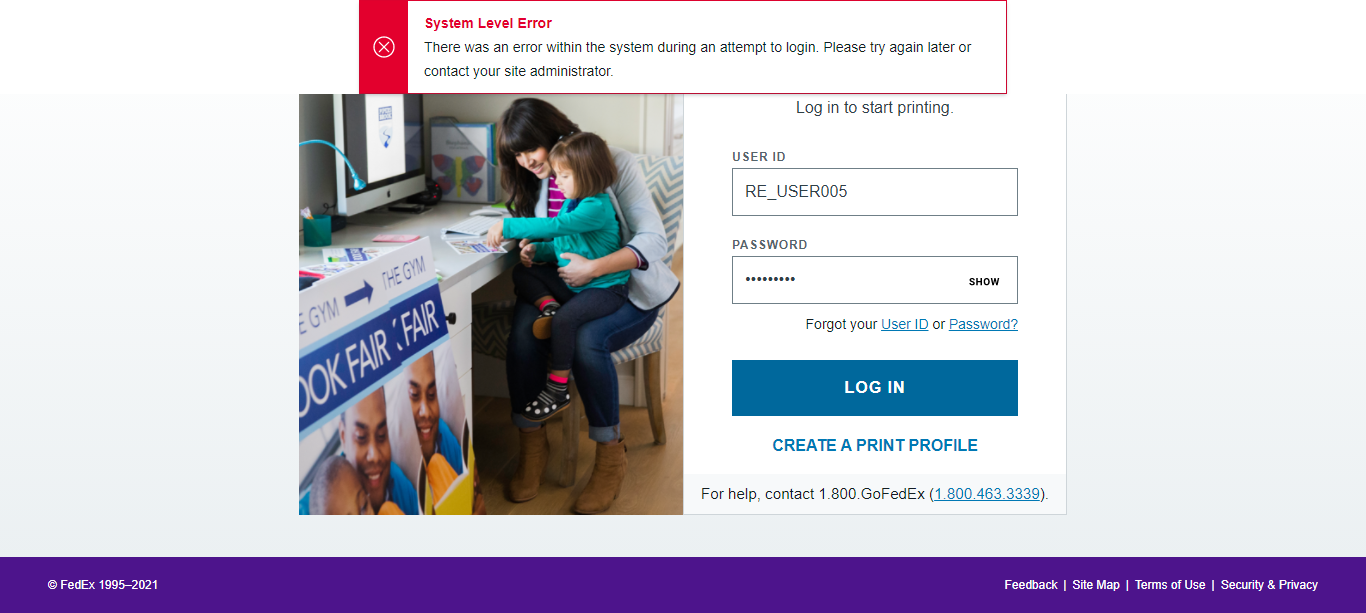 System Level Error
There was an error within the system during an attempt to login. Please try again later or
contact your site administrator.
Log in to start printing.
USER ID
RE_USER005
PASSWORD
•••••••••
SHOW
Forgot your User ID or Password?
LOG IN
CREATE A PRINT PROFILE
For help, contact 1.800.GoFedEx (1.800.463.3339).
THE GYM
E GYM
OOK FAIR
FAIR
© FedEx 1995–2021
Feedback | Site Map | Terms of Use | Security & Privacy